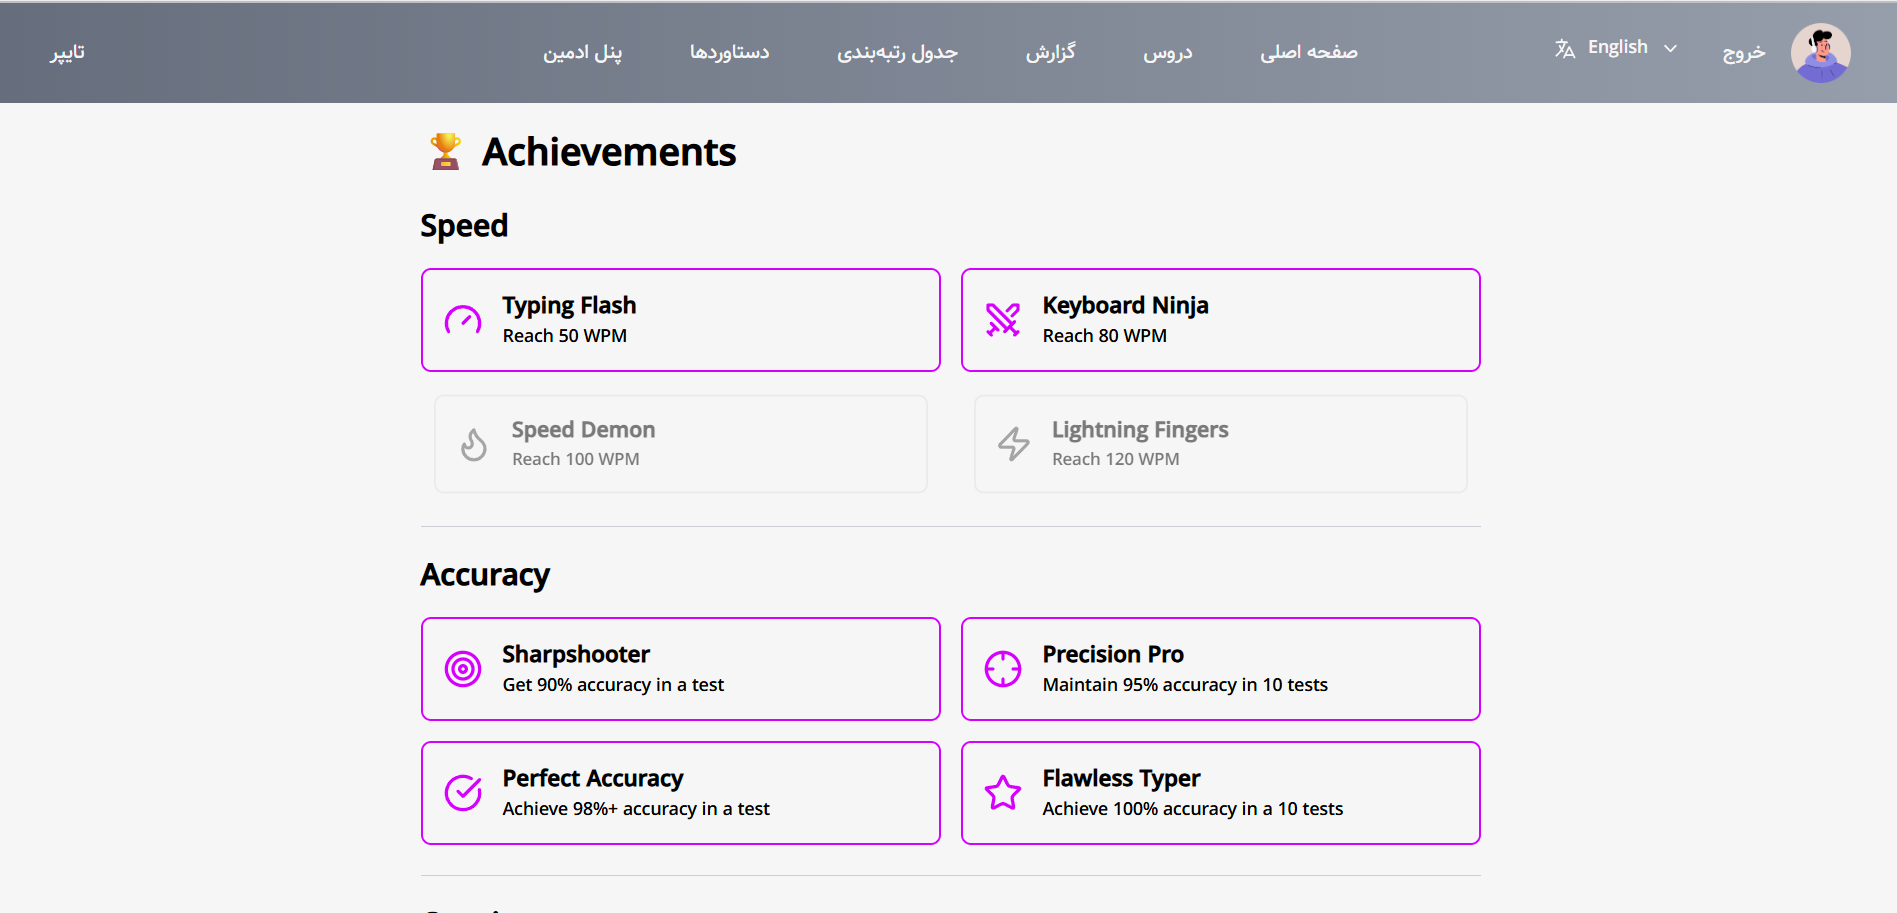 تایپر
پنل ادمین
دستاوردها
جدول رتبه‌بندی
گزارش
دروس
صفحه اصلی
English
خروج
🏆 Achievements
Speed
Typing Flash
Reach 50 WPM
Keyboard Ninja
Reach 80 WPM
Speed Demon
Reach 100 WPM
Lightning Fingers
Reach 120 WPM
Accuracy
Sharpshooter
Get 90% accuracy in a test
Precision Pro
Maintain 95% accuracy in 10 tests
Perfect Accuracy
Achieve 98%+ accuracy in a test
Flawless Typer
Achieve 100% accuracy in a 10 tests